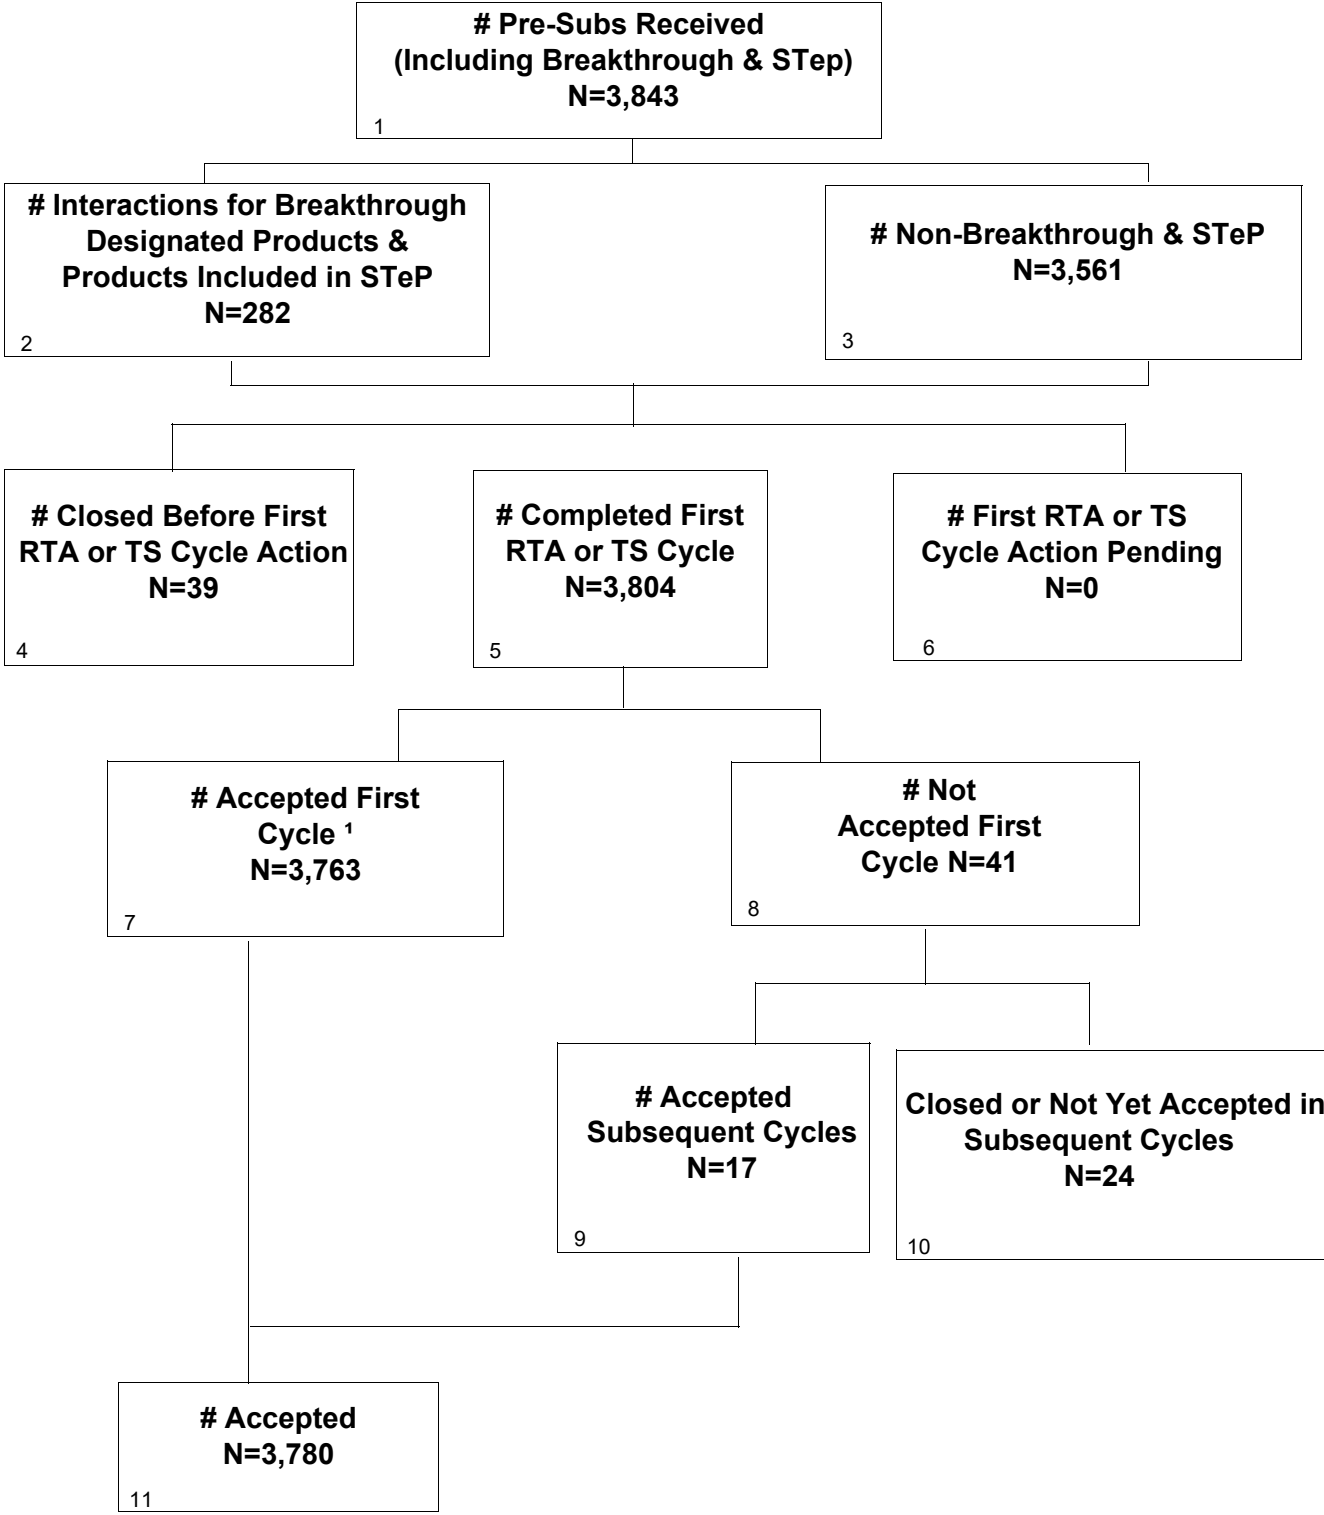 # Pre-Subs Received
(Including Breakthrough & STep)
N=3,843
1
# Interactions for Breakthrough
Designated Products &
Products Included in STeP
N=282
2
# Non-Breakthrough & STeP
N=3,561
3
# Closed Before First
RTA or TS Cycle Action
N=39
4
# Completed First
RTA or TS Cycle
N=3,804
5
# First RTA or TS
Cycle Action Pending
N=0
6
# Accepted First
Cycle ¹
N=3,763
7
# Not
Accepted First
Cycle N=41
8
# Accepted
Subsequent Cycles
N=17
9
Closed or Not Yet Accepted in
Subsequent Cycles
N=24
10
# Accepted
N=3,780
11